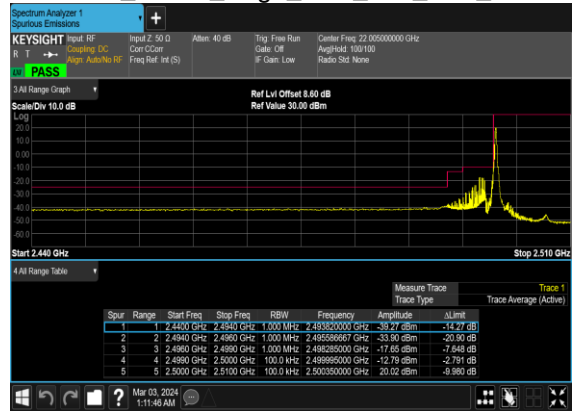 Spectrum Analyzer 1
Spurious Emissions
+
KEYSIGHT Input: RF Input Z: 50 Ω Atten: 40 dB Trig: Free Run Center Freq: 22.005000000 GHz
R T Coupling: DC Corr CCorr Gate: Off Avg|Hold: 100/100
Align: Auto/No RF Freq Ref: Int (S) IF Gain: Low Radio Std: None
PASS
3 All Range Graph
Ref Lvl Offset 8.60 dB
Scale/Div 10.0 dB Ref Value 30.00 dBm
Log
20.0
10.0
0.00
-10.0
-20.0
-30.0
-40.0
-50.0
-60.0
Start 2.440 GHz Stop 2.510 GHz
4 All Range Table
Measure Trace Trace 1
Trace Type Trace Average (Active)
Spur Range Start Freq Stop Freq RBW Frequency Amplitude ΔLimit
1 1 2.4400 GHz 2.4940 GHz 1.000 MHz 2.493820000 GHz -39.27 dBm -14.27 dB
2 2 2.4940 GHz 2.4960 GHz 1.000 MHz 2.495586667 GHz -33.90 dBm -20.90 dB
3 3 2.4960 GHz 2.4990 GHz 1.000 MHz 2.498285000 GHz -17.65 dBm -7.648 dB
4 4 2.4990 GHz 2.5000 GHz 100.0 kHz 2.499995000 GHz -12.79 dBm -2.791 dB
5 5 2.5000 GHz 2.5100 GHz 100.0 kHz 2.500350000 GHz 20.02 dBm -9.980 dB
? Mar 03, 2024
1:11:46 AM